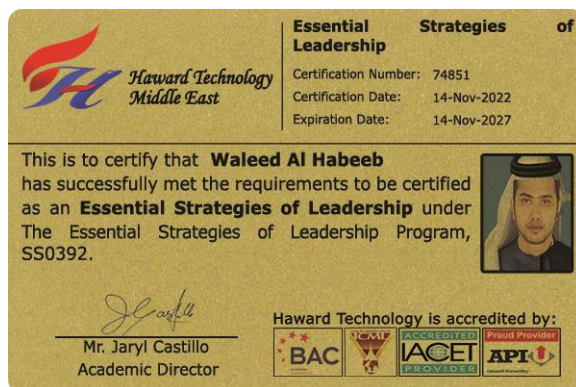 Haward Technology
Middle East
Essential Strategies of
Leadership
Certification Number: 74851
Certification Date: 14-Nov-2022
Expiration Date: 14-Nov-2027
This is to certify that Waleed Al Habeeb
has successfully met the requirements to be certified
as an Essential Strategies of Leadership under
The Essential Strategies of Leadership Program,
SS0392.
Mr. Jaryl Castillo
Academic Director
Haward Technology is accredited by:
BAC
TCMI
ACCREDITED
IACET
PROVIDER
Proud Provider
API